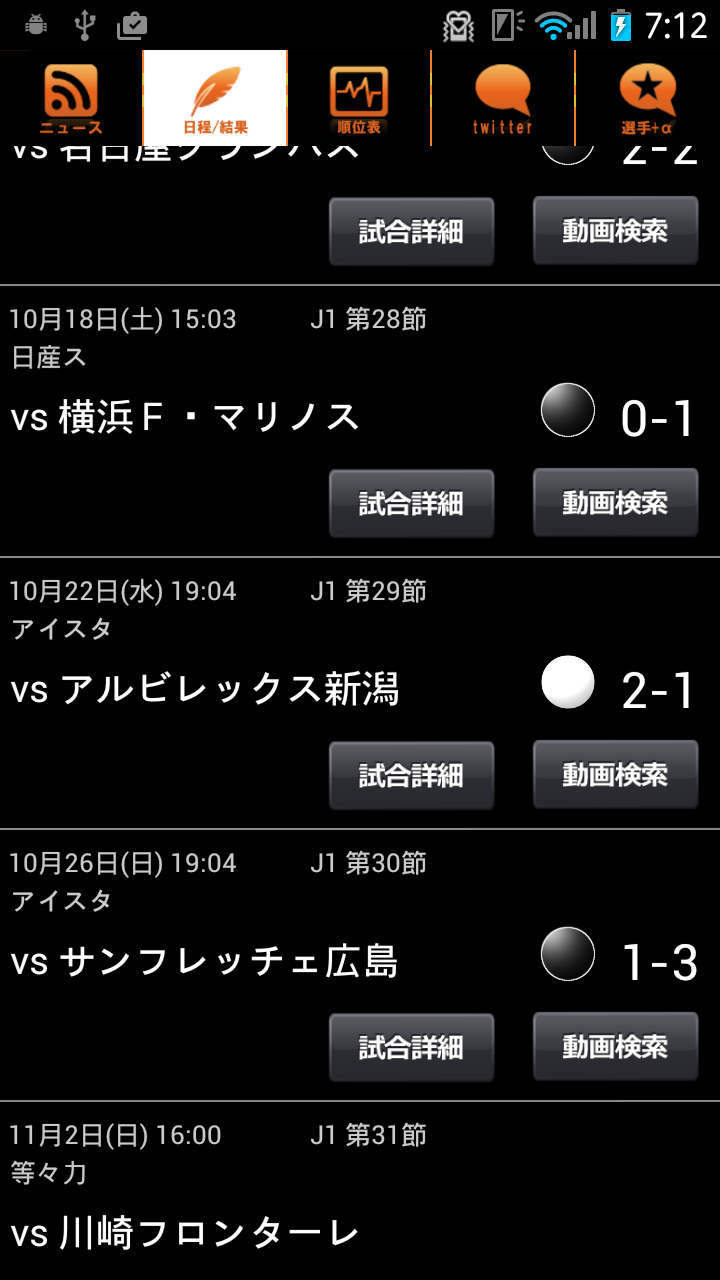 7:12
ニュース
日程/結果
順位表
twitter
選手+α
vs 名古屋グランパス 2-2
試合詳細 動画検索
10月18日(土) 15:03 J1 第28節
日産ス
vs 横浜Ｆ・マリノス 0-1
試合詳細 動画検索
10月22日(水) 19:04 J1 第29節
アイスタ
vs アルビレックス新潟 2-1
試合詳細 動画検索
10月26日(日) 19:04 J1 第30節
アイスタ
vs サンフレッチェ広島 1-3
試合詳細 動画検索
11月2日(日) 16:00 J1 第31節
等々力
vs 川崎フロンターレ